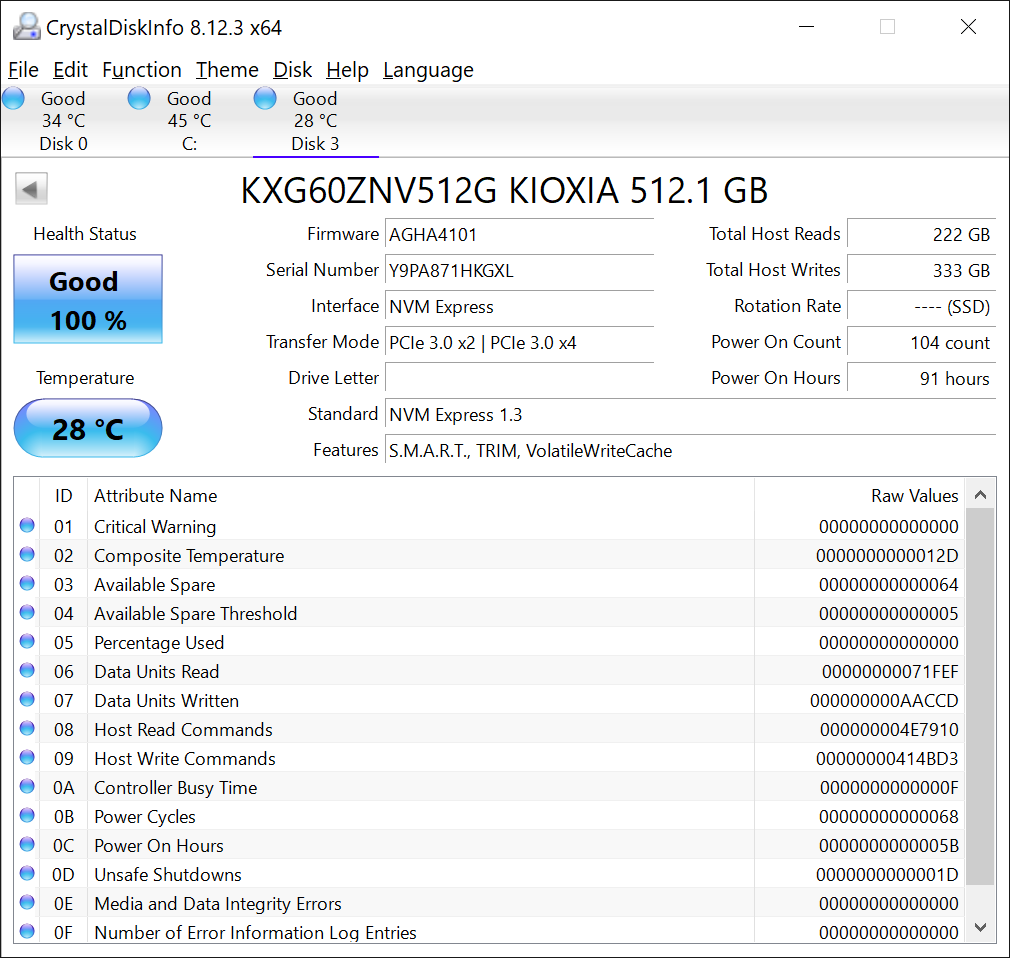 CrystalDiskInfo 8.12.3 x64
File Edit Function Theme Disk Help Language
Good Good Good
34 °C 45 °C 28 °C
Disk 0 C: Disk 3
KXG60ZNV512G KIOXIA 512.1 GB
Health Status
Good
100 %
Temperature
28 °C
Firmware AGHA4101
Serial Number Y9PA871HKGXL
Interface NVM Express
Transfer Mode PCIe 3.0 x2 | PCIe 3.0 x4
Drive Letter
Standard NVM Express 1.3
Features S.M.A.R.T., TRIM, VolatileWriteCache
Total Host Reads 222 GB
Total Host Writes 333 GB
Rotation Rate ---- (SSD)
Power On Count 104 count
Power On Hours 91 hours
ID Attribute Name Raw Values
01 Critical Warning 00000000000000
02 Composite Temperature 0000000000012D
03 Available Spare 00000000000064
04 Available Spare Threshold 00000000000005
05 Percentage Used 00000000000000
06 Data Units Read 00000000071FEF
07 Data Units Written 000000000AACCD
08 Host Read Commands 000000004E7910
09 Host Write Commands 00000000414BD3
0A Controller Busy Time 0000000000000F
0B Power Cycles 00000000000068
0C Power On Hours 0000000000005B
0D Unsafe Shutdowns 0000000000001D
0E Media and Data Integrity Errors 00000000000000
0F Number of Error Information Log Entries 00000000000000